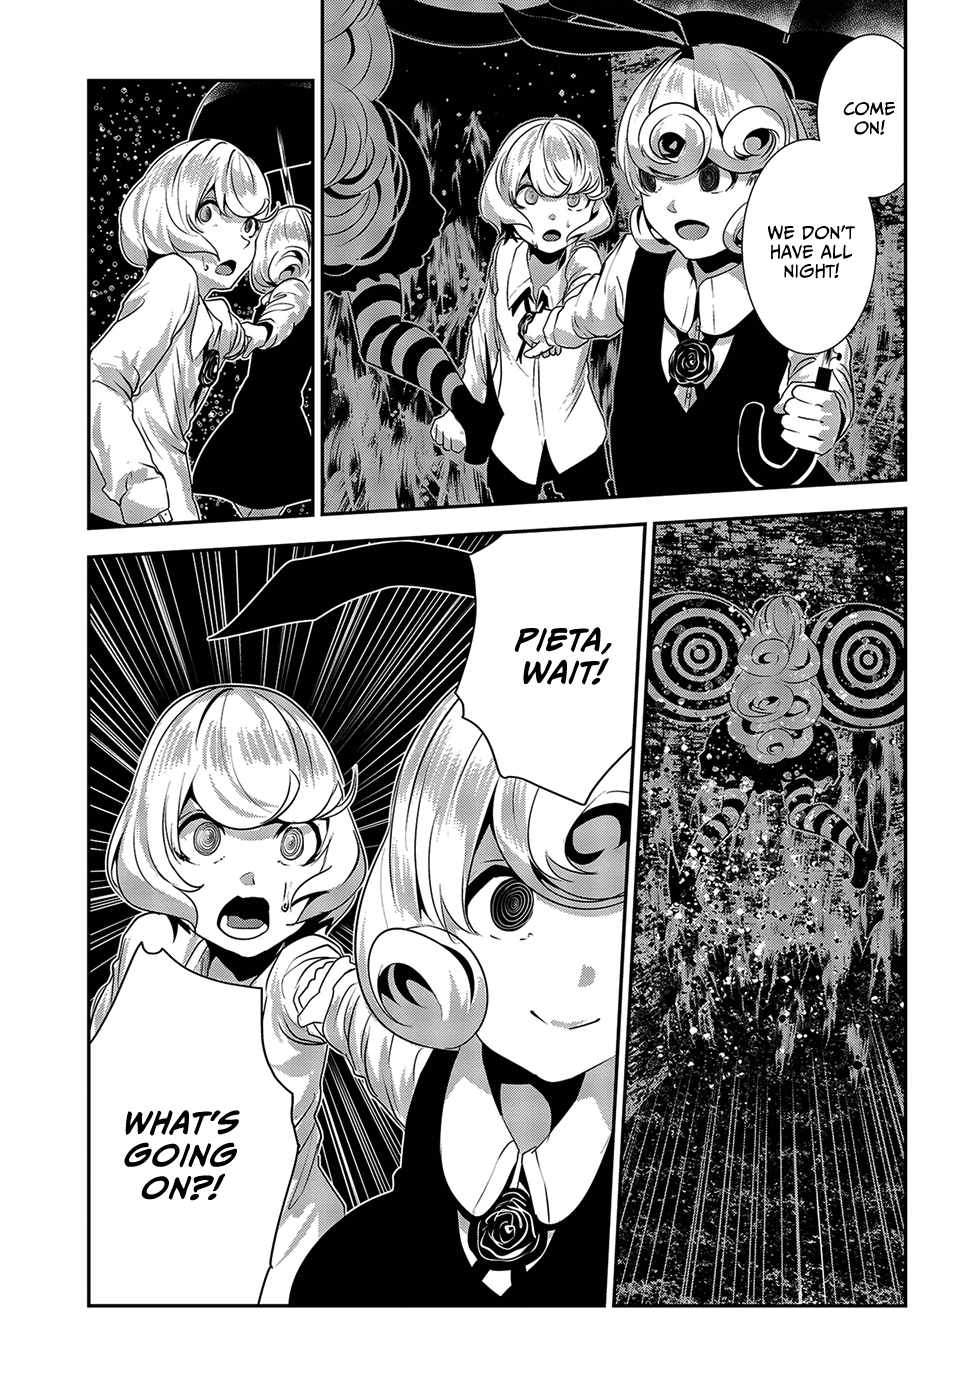 COME
ON!
WE DON'T
HAVE ALL
NIGHT!
PIETA,
WAIT!
WHAT'S
GOING
ON?!